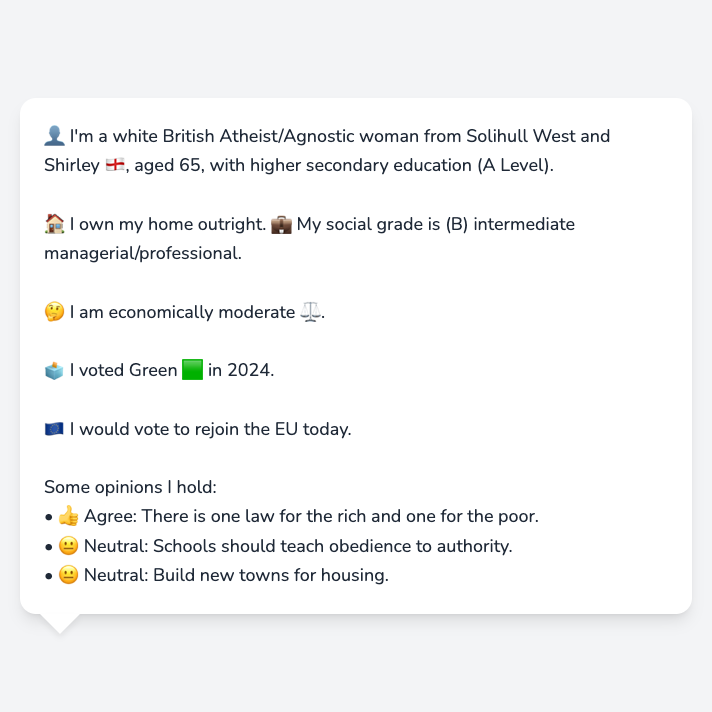 👤 I'm a white British Atheist/Agnostic woman from Solihull West and
Shirley 🏴󠁧󠁢󠁥󠁮󠁧󠁿, aged 65, with higher secondary education (A Level).
🏠 I own my home outright. 💼 My social grade is (B) intermediate
managerial/professional.
🤔 I am economically moderate ⚖️.
🗳️ I voted Green 🟩 in 2024.
🇪🇺 I would vote to rejoin the EU today.
Some opinions I hold:
• 👍 Agree: There is one law for the rich and one for the poor.
• 😐 Neutral: Schools should teach obedience to authority.
• 😐 Neutral: Build new towns for housing.